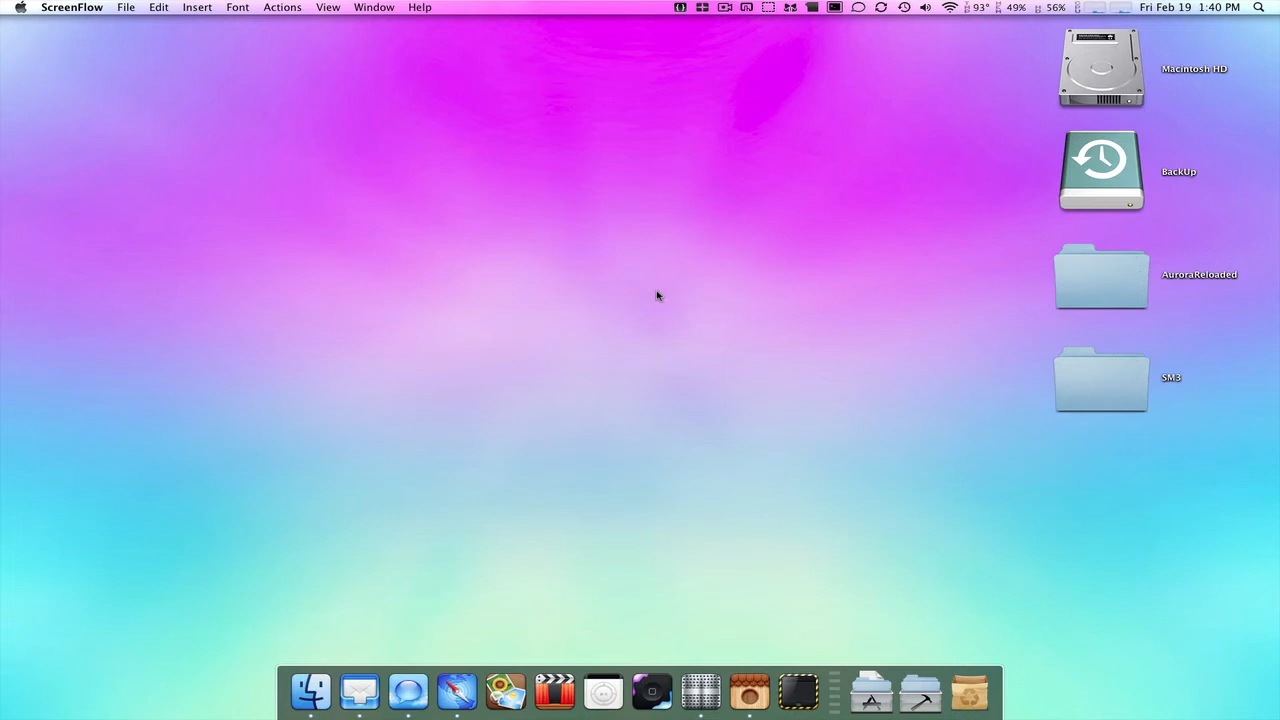 ScreenFlow File Edit Insert Font Actions View Window Help 93° 49% 56% Fri Feb 19 1:40 PM
Macintosh HD
BackUp
AuroraReloaded
SM3